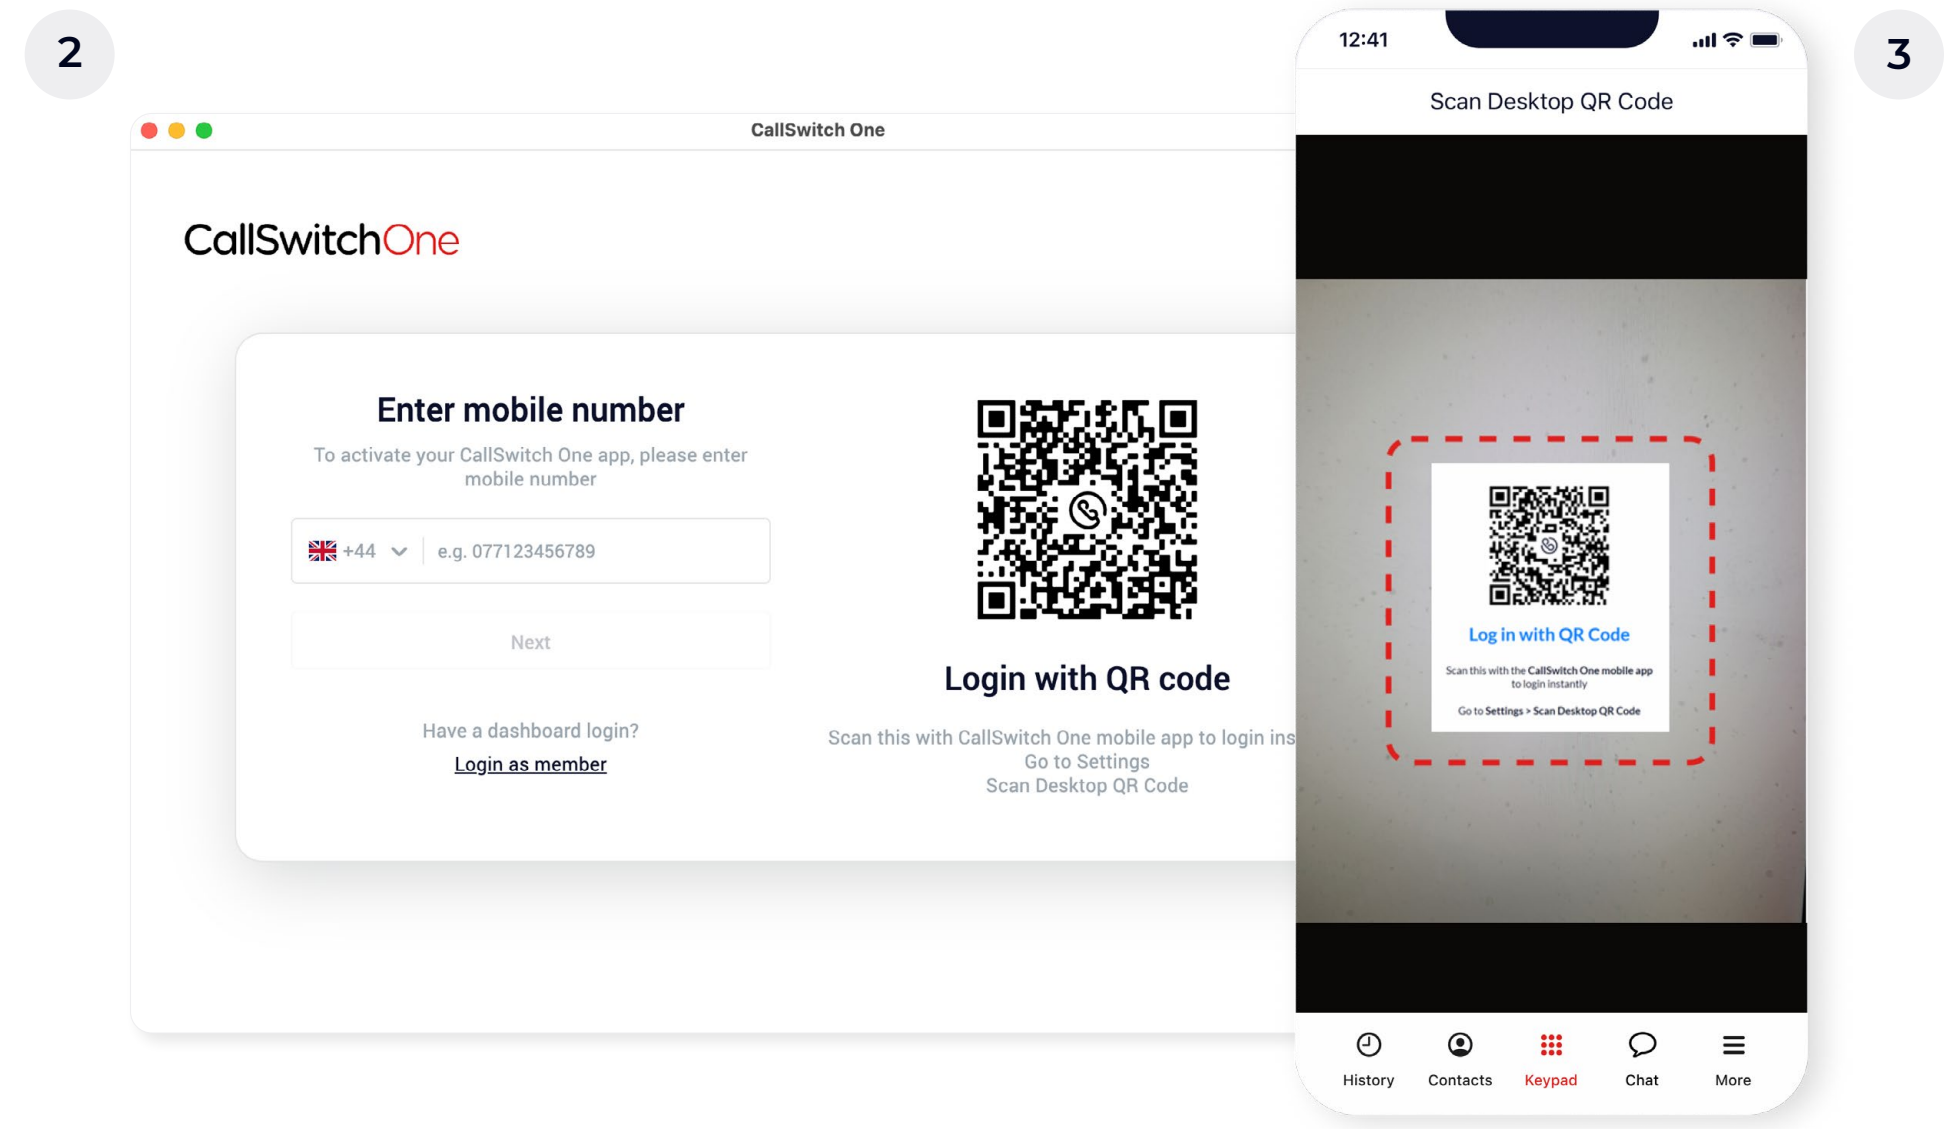 2
CallSwitch One
CallSwitchOne
Enter mobile number
To activate your CallSwitch One app, please enter
mobile number
+44
e.g. 077123456789
Next
Have a dashboard login?
Login as member
Login with QR code
Scan this with CallSwitch One mobile app to login ins
Go to Settings
Scan Desktop QR Code
3
12:41
Scan Desktop QR Code
Log in with QR Code
Scan this with the CallSwitch One mobile app
to login instantly
Go to Settings > Scan Desktop QR Code
History
Contacts
Keypad
Chat
More